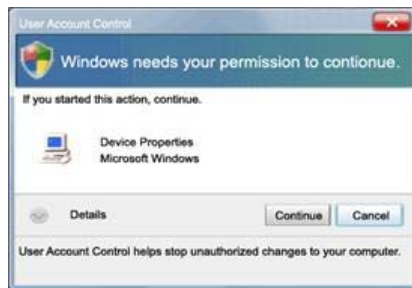 User Account Control
Windows needs your permission to contionue.
If you started this action, continue.
Device Properties
Microsoft Windows
Details
Continue
Cancel
User Account Control helps stop unauthorized changes to your computer.